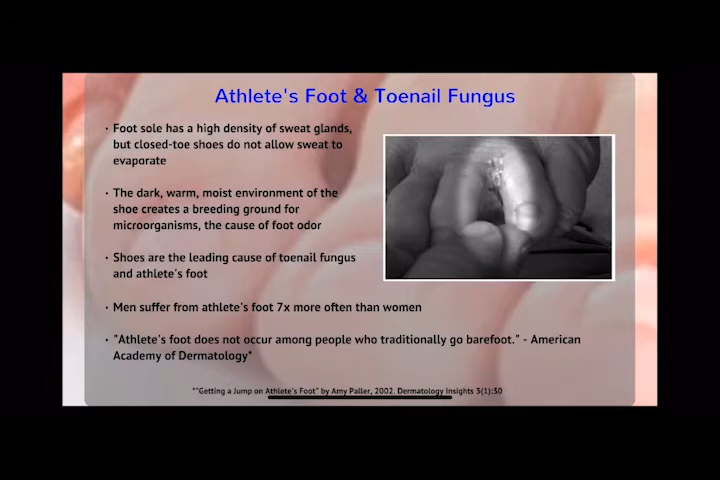 Athlete's Foot & Toenail Fungus
· Foot sole has a high density of sweat glands,
but closed-toe shoes do not allow sweat to
evaporate
· The dark, warm, moist environment of the
shoe creates a breeding ground for
microorganisms, the cause of foot odor
· Shoes are the leading cause of toenail fungus
and athlete's foot
· Men suffer from athlete's foot 7x more often than women
· "Athlete's foot does not occur among people who traditionally go barefoot." - American
Academy of Dermatology*
*"Getting a Jump on Athlete's Foot" by Amy Paller, 2002. Dermatology Insights 3(1):30